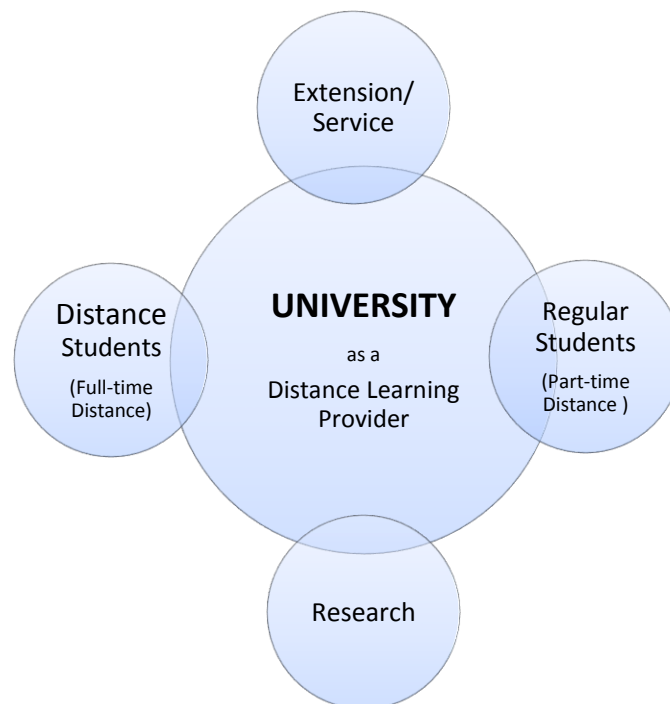 Extension/
Service
UNIVERSITY
as a
Distance Learning
Provider
Distance
Students
(Full-time
Distance)
Regular
Students
(Part-time
Distance )
Research